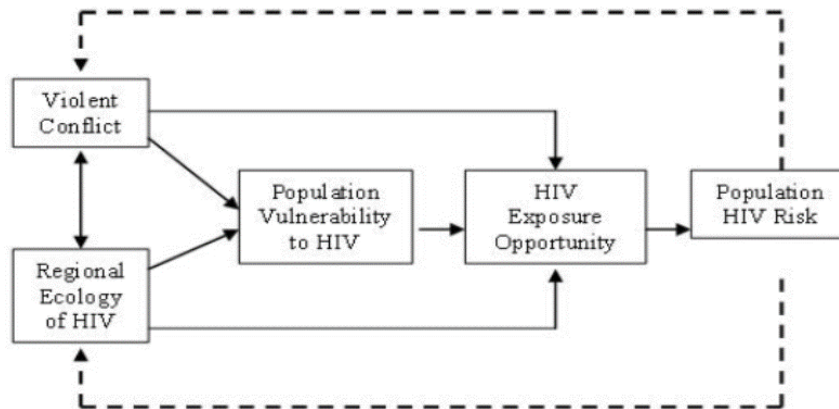 Violent
Conflict
Population
Vulnerability
to HIV
HIV
Exposure
Opportunity
Population
HIV Risk
Regional
Ecology
of HIV